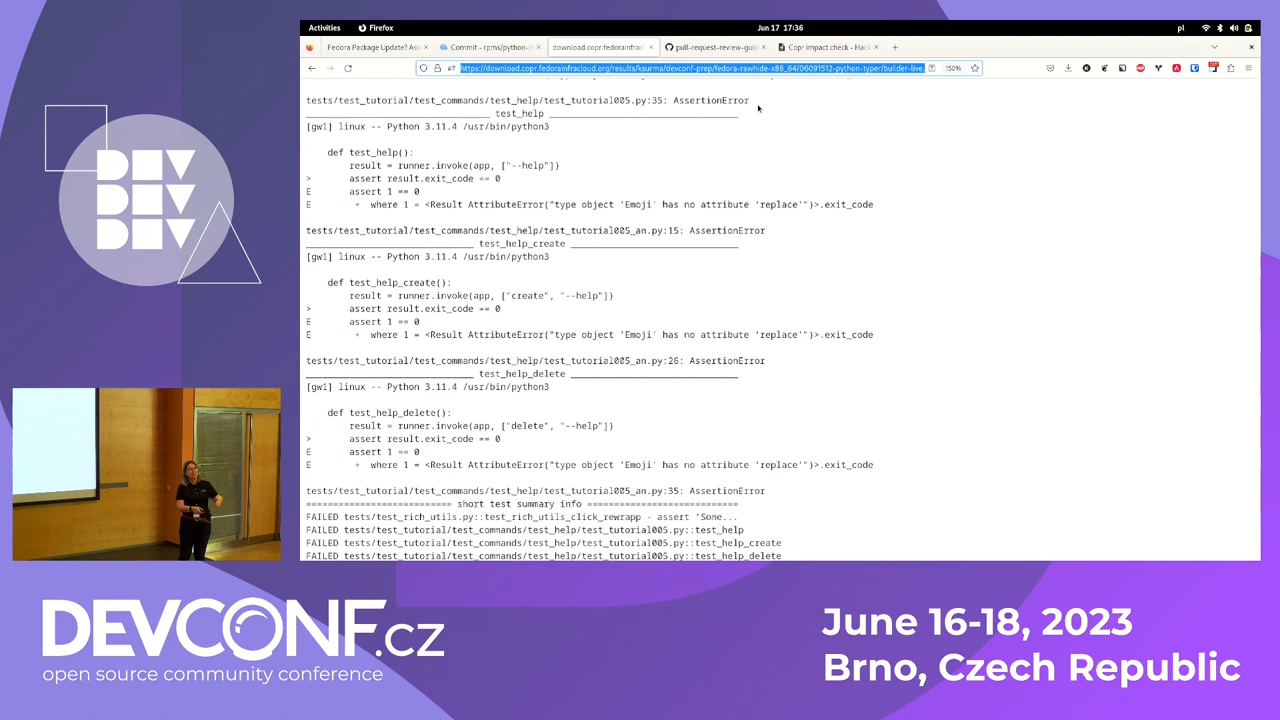 Activities
Firefox
Jun 17 17:36
pl
Fedora Package Update? Ass
Commit - rpms/python-r
download.copr.fedorainfrac
pull-request-review-guid
Copr impact check - Hack
https://download.copr.fedorainfracloud.org/results/ksurma/devconf-prep/fedora-rawhide-x86_64/06091512-python-typer/builder-live.
150%
tests/test_tutorial/test_commands/test_help/test_tutorial005.py:35: AssertionError
_________________________________ test_help __________________________________
[gw1] linux -- Python 3.11.4 /usr/bin/python3
def test_help():
result = runner.invoke(app, ["--help"])
> assert result.exit_code == 0
E assert 1 == 0
E + where 1 = <Result AttributeError("type object 'Emoji' has no attribute 'replace'")>.exit_code
tests/test_tutorial/test_commands/test_help/test_tutorial005_an.py:15: AssertionError
______________________________ test_help_create ______________________________
[gw1] linux -- Python 3.11.4 /usr/bin/python3
def test_help_create():
result = runner.invoke(app, ["create", "--help"])
> assert result.exit_code == 0
E assert 1 == 0
E + where 1 = <Result AttributeError("type object 'Emoji' has no attribute 'replace'")>.exit_code
tests/test_tutorial/test_commands/test_help/test_tutorial005_an.py:26: AssertionError
______________________________ test_help_delete ______________________________
[gw1] linux -- Python 3.11.4 /usr/bin/python3
def test_help_delete():
result = runner.invoke(app, ["delete", "--help"])
> assert result.exit_code == 0
E assert 1 == 0
E + where 1 = <Result AttributeError("type object 'Emoji' has no attribute 'replace'")>.exit_code
tests/test_tutorial/test_commands/test_help/test_tutorial005_an.py:35: AssertionError
=========================== short test summary info ============================
FAILED tests/test_rich_utils.py::test_rich_utils_click_rewrapp - assert 'Some...
FAILED tests/test_tutorial/test_commands/test_help/test_tutorial005.py::test_help
FAILED tests/test_tutorial/test_commands/test_help/test_tutorial005.py::test_help_create
FAILED tests/test_tutorial/test_commands/test_help/test_tutorial005.py::test_help_delete
DEV
DEV
DEV
DEVCONF.cz
open source community conference
June 16-18, 2023
Brno, Czech Republic